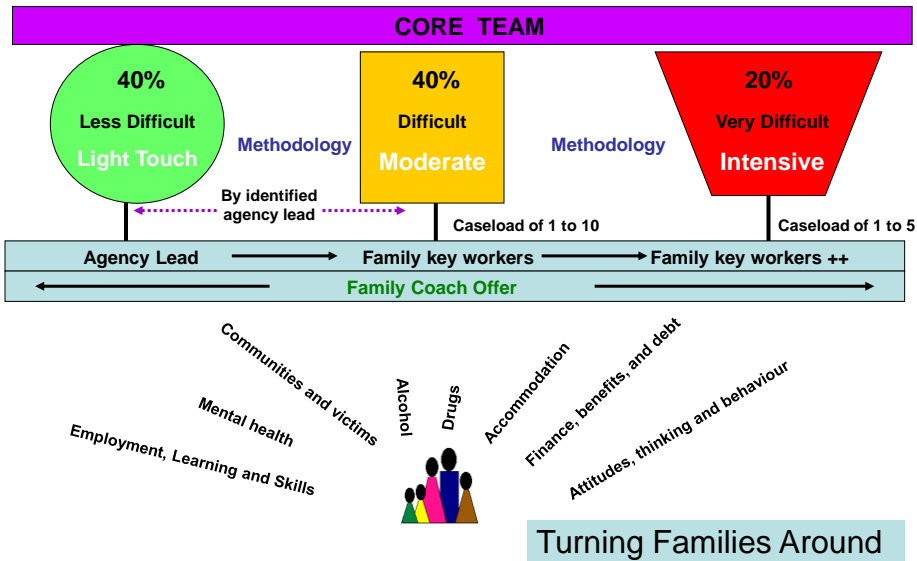 CORE TEAM
40%
Less Difficult
Light Touch
Methodology
40%
Difficult
Moderate
Methodology
20%
Very Difficult
Intensive
By identified
agency lead
Caseload of 1 to 10
Caseload of 1 to 5
Agency Lead
Family key workers
Family key workers ++
Family Coach Offer
Employment, Learning and Skills
Mental health
Communities and victims
Alcohol
Drugs
Accommodation
Finance, benefits, and debt
Attitudes, thinking and behaviour
Turning Families Around